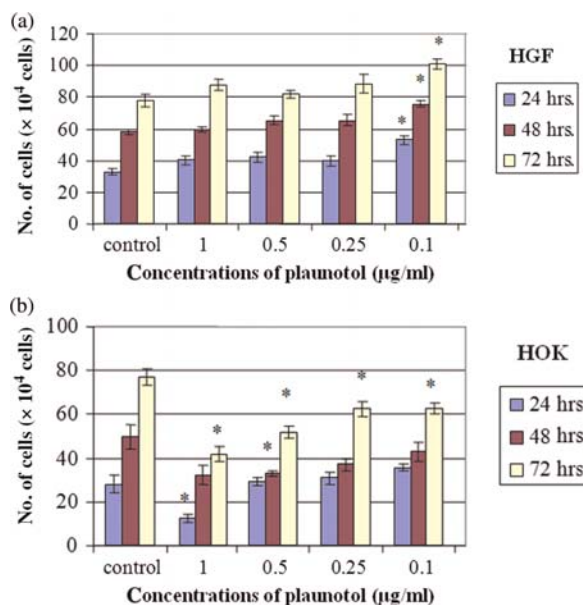 (a)
No. of cells (× 10⁴ cells)
120
100
80
60
40
20
0
* * *
control 1 0.5 0.25 0.1
Concentrations of plaunotol (µg/ml)
HGF
24 hrs.
48 hrs.
72 hrs.
(b)
No. of cells (× 10⁴ cells)
100
80
60
40
20
0
* * * * * *
control 1 0.5 0.25 0.1
Concentrations of plaunotol (µg/ml)
HOK
24 hrs
48 hrs
72 hrs